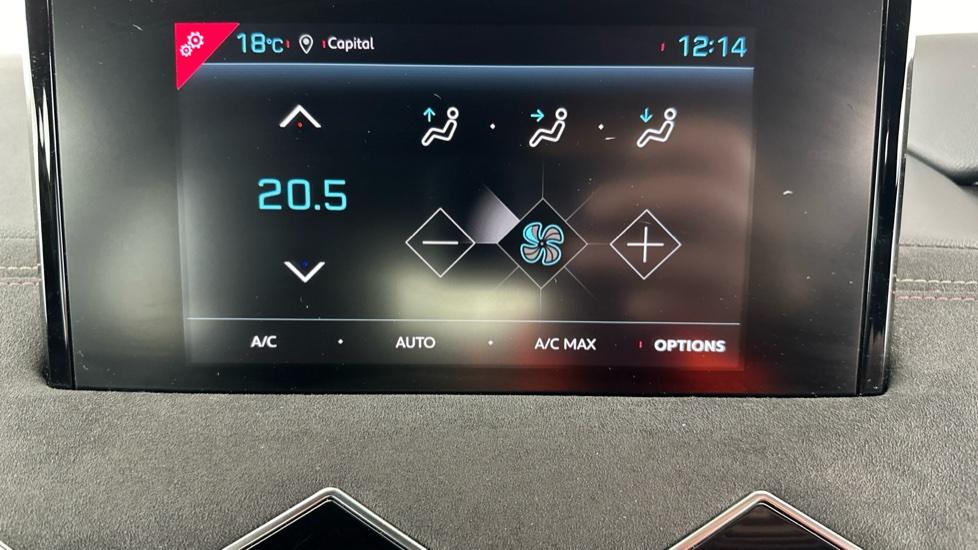 18°C Capital 12:14
20.5
A/C AUTO A/C MAX OPTIONS